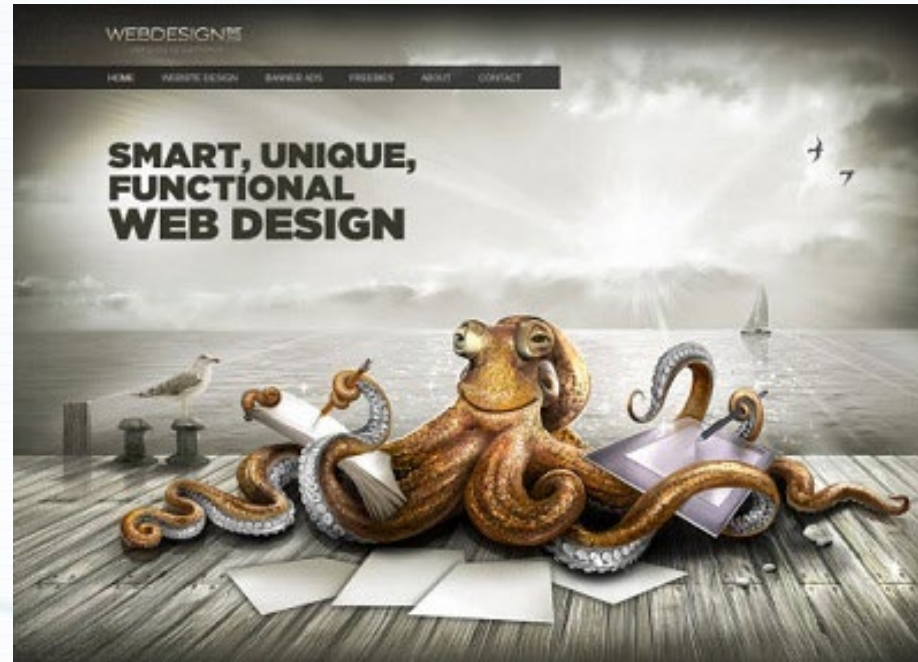 WEBDESIGN
HOME WEBSITE DESIGN BANNER ADS FREEBIES ABOUT CONTACT
SMART, UNIQUE,
FUNCTIONAL
WEB DESIGN